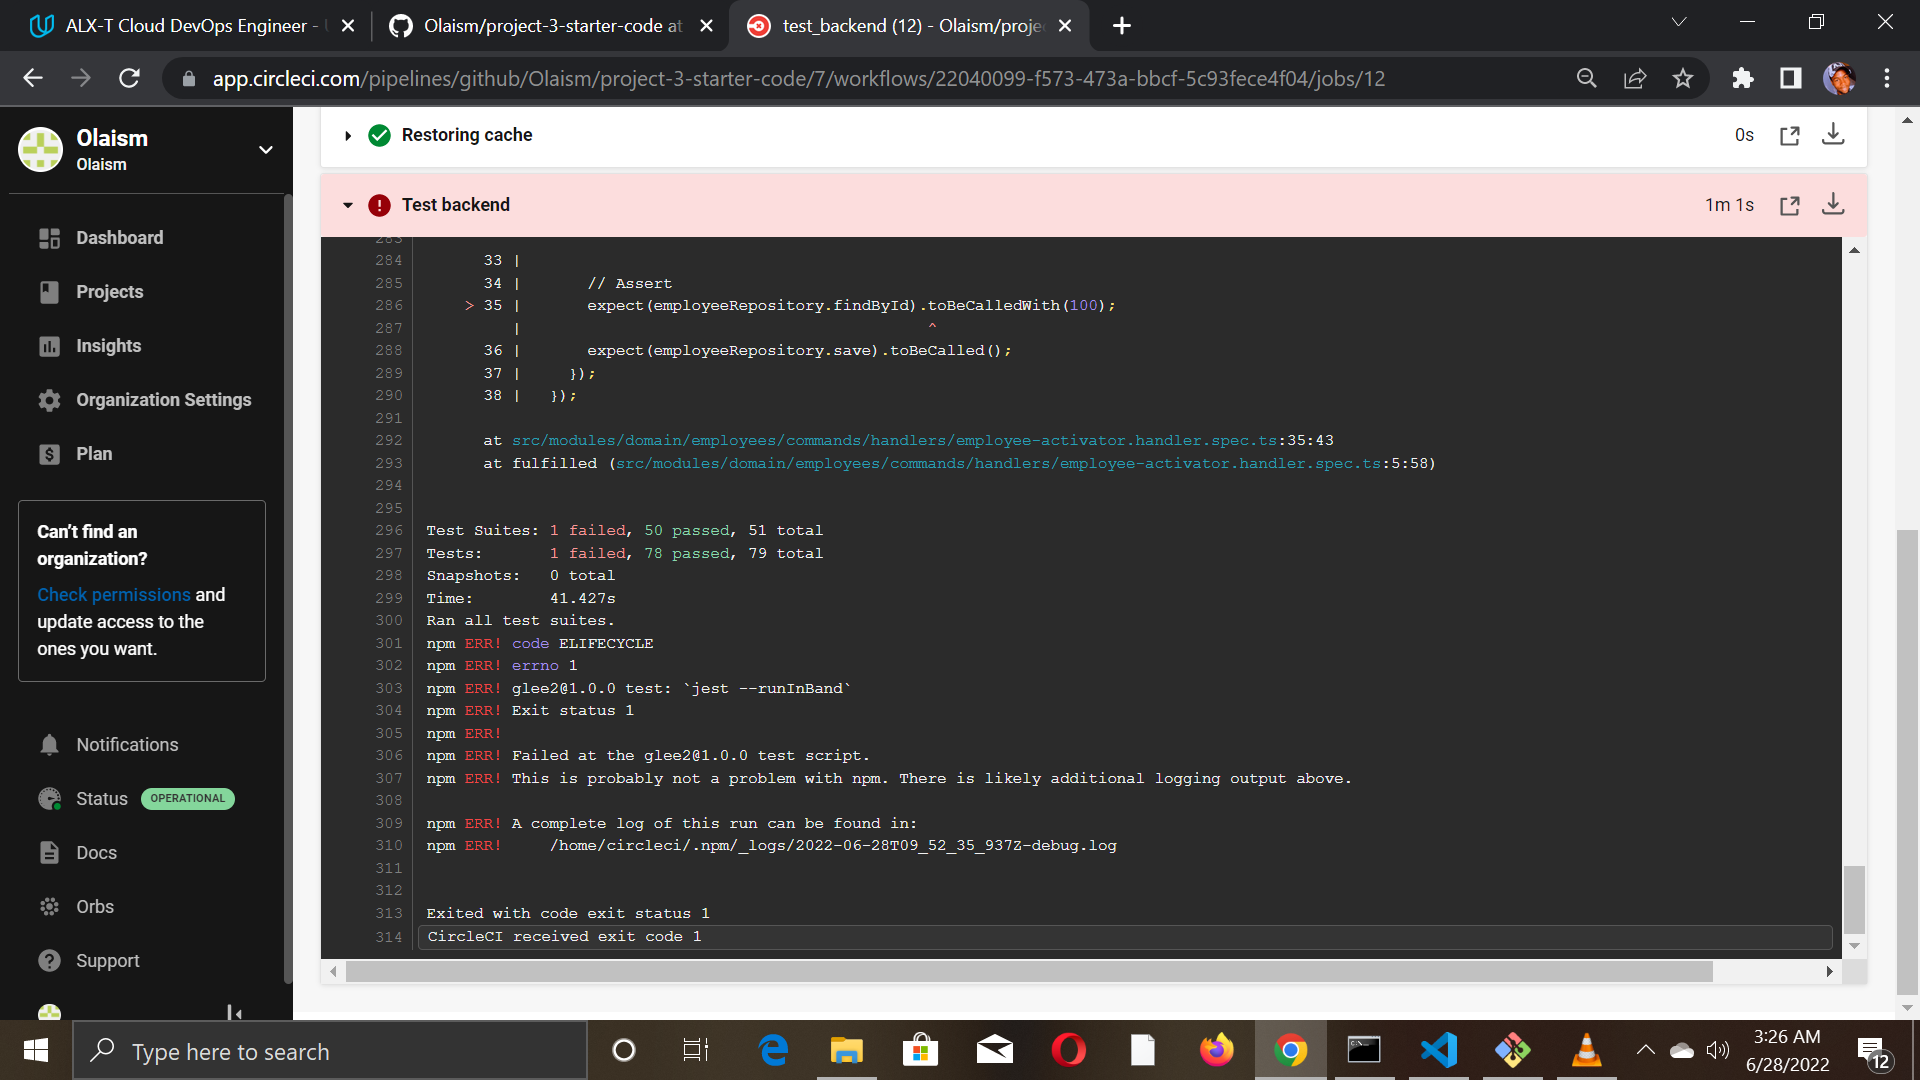 ALX-T Cloud DevOps Engineer -
Olaism/project-3-starter-code at
test_backend (12) - Olaism/proje
app.circleci.com/pipelines/github/Olaism/project-3-starter-code/7/workflows/22040099-f573-473a-bbcf-5c93fece4f04/jobs/12
Olaism
Olaism
Dashboard
Projects
Insights
Organization Settings
Plan
Can't find an
organization?
Check permissions and
update access to the
ones you want.
Notifications
Status OPERATIONAL
Docs
Orbs
Support
Restoring cache 0s
Test backend 1m 1s
283
284 33 |
285 34 | // Assert
286 > 35 | expect(employeeRepository.findById).toBeCalledWith(100);
287 | ^
288 36 | expect(employeeRepository.save).toBeCalled();
289 37 | });
290 38 | });
291
292 at src/modules/domain/employees/commands/handlers/employee-activator.handler.spec.ts:35:43
293 at fulfilled (src/modules/domain/employees/commands/handlers/employee-activator.handler.spec.ts:5:58)
294
295
296 Test Suites: 1 failed, 50 passed, 51 total
297 Tests: 1 failed, 78 passed, 79 total
298 Snapshots: 0 total
299 Time: 41.427s
300 Ran all test suites.
301 npm ERR! code ELIFECYCLE
302 npm ERR! errno 1
303 npm ERR! glee2@1.0.0 test: `jest --runInBand`
304 npm ERR! Exit status 1
305 npm ERR!
306 npm ERR! Failed at the glee2@1.0.0 test script.
307 npm ERR! This is probably not a problem with npm. There is likely additional logging output above.
308
309 npm ERR! A complete log of this run can be found in:
310 npm ERR! /home/circleci/.npm/_logs/2022-06-28T09_52_35_937Z-debug.log
311
312
313 Exited with code exit status 1
314 CircleCI received exit code 1
Type here to search
3:26 AM
6/28/2022
12